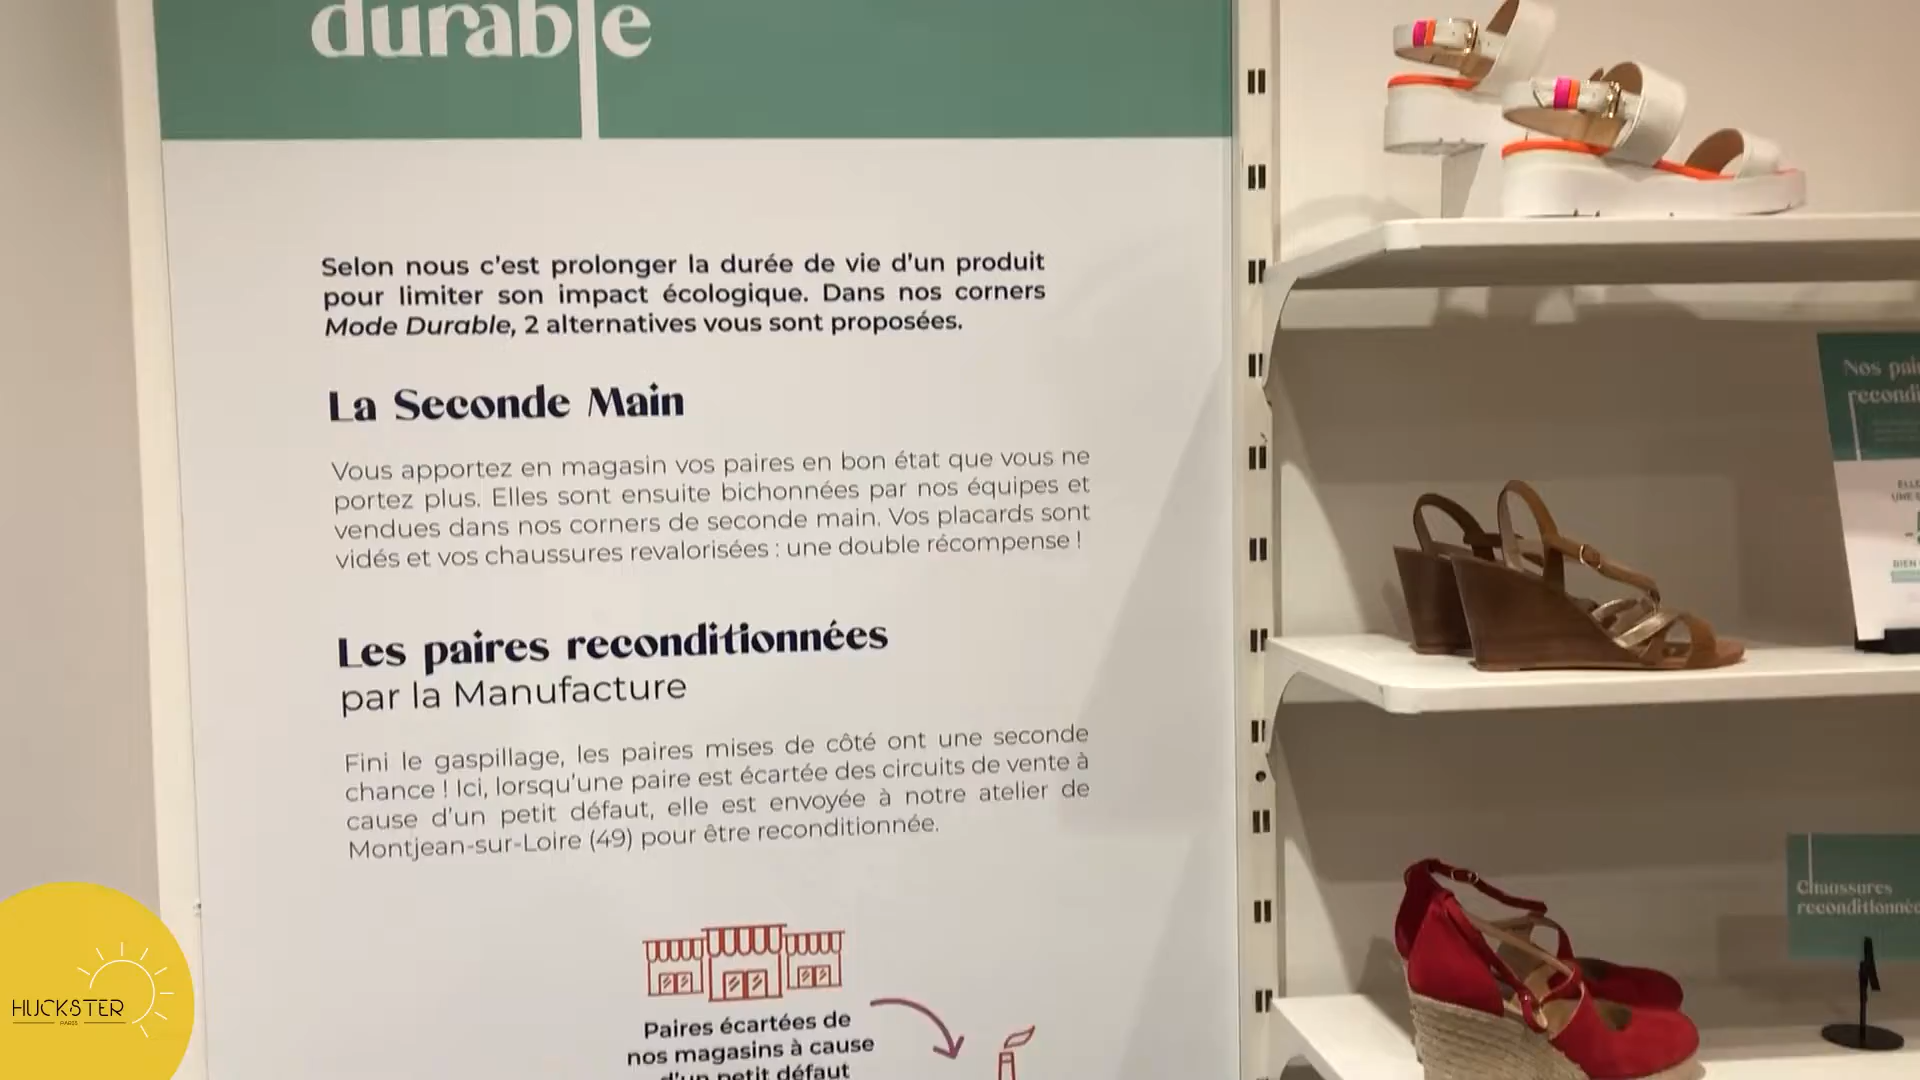 durable
Selon nous c'est prolonger la durée de vie d'un produit
pour limiter son impact écologique. Dans nos corners
Mode Durable, 2 alternatives vous sont proposées.
La Seconde Main
Vous apportez en magasin vos paires en bon état que vous ne
portez plus. Elles sont ensuite bichonnées par nos équipes et
vendues dans nos corners de seconde main. Vos placards sont
vidés et vos chaussures revalorisées : une double récompense !
Les paires reconditionnées
par la Manufacture
Fini le gaspillage, les paires mises de côté ont une seconde
chance ! Ici, lorsqu'une paire est écartée des circuits de vente à
cause d'un petit défaut, elle est envoyée à notre atelier de
Montjean-sur-Loire (49) pour être reconditionnée.
Paires écartées de
nos magasins à cause
d'un petit défaut
Nos
Chaussures
HUCKSTER
PARIS